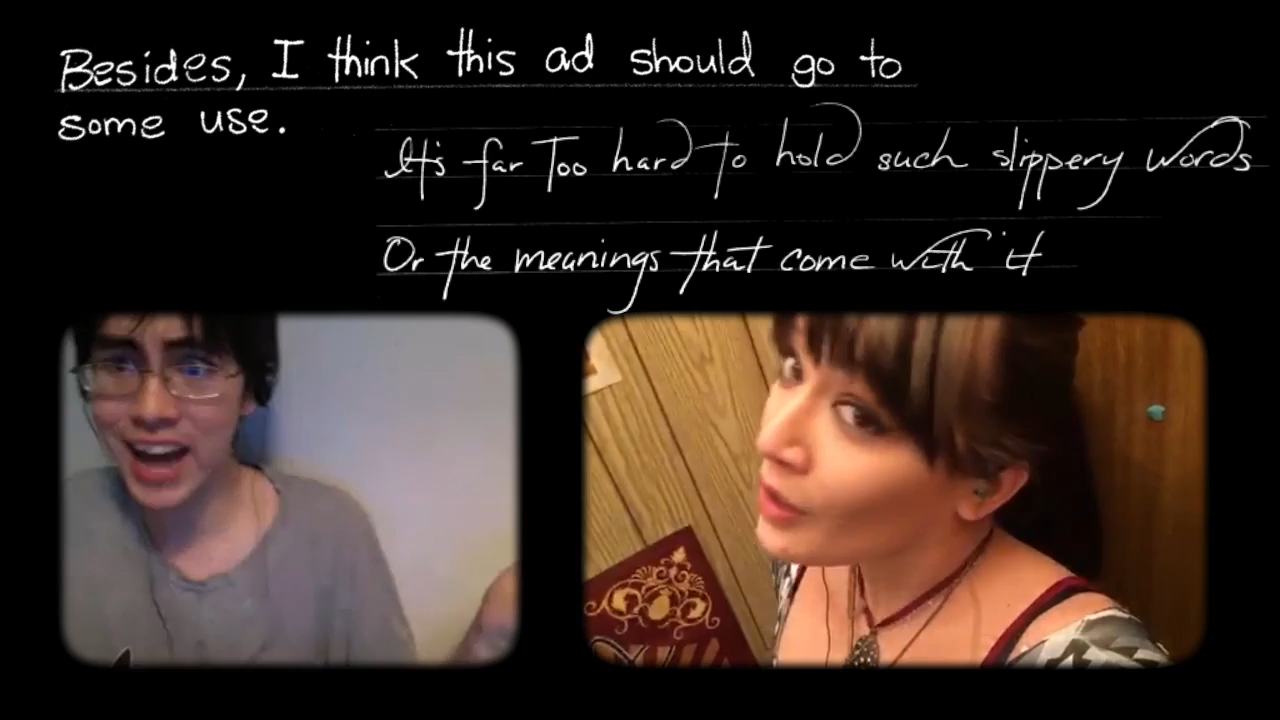 Besides, I think this ad should go to
some use.
It's far Too hard to hold such slippery words
Or the meanings that come with it